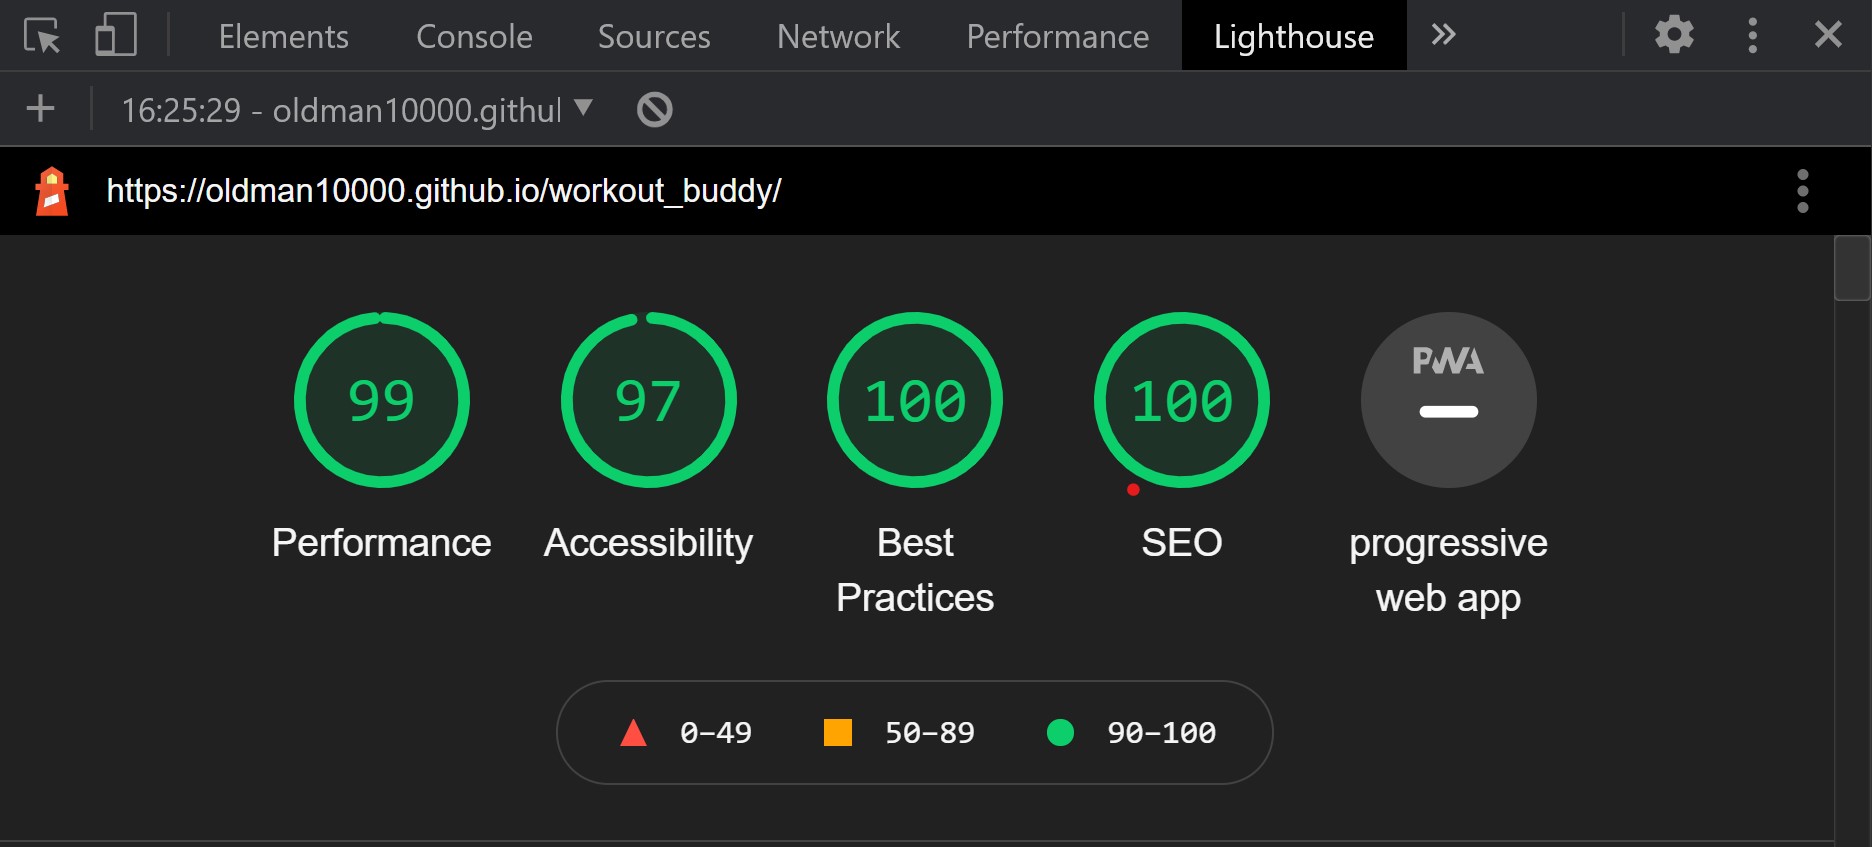 Elements Console Sources Network Performance Lighthouse
16:25:29 - oldman10000.githul
https://oldman10000.github.io/workout_buddy/
99 97 100 100 PWA
Performance Accessibility Best Practices SEO progressive web app
0–49 50–89 90–100